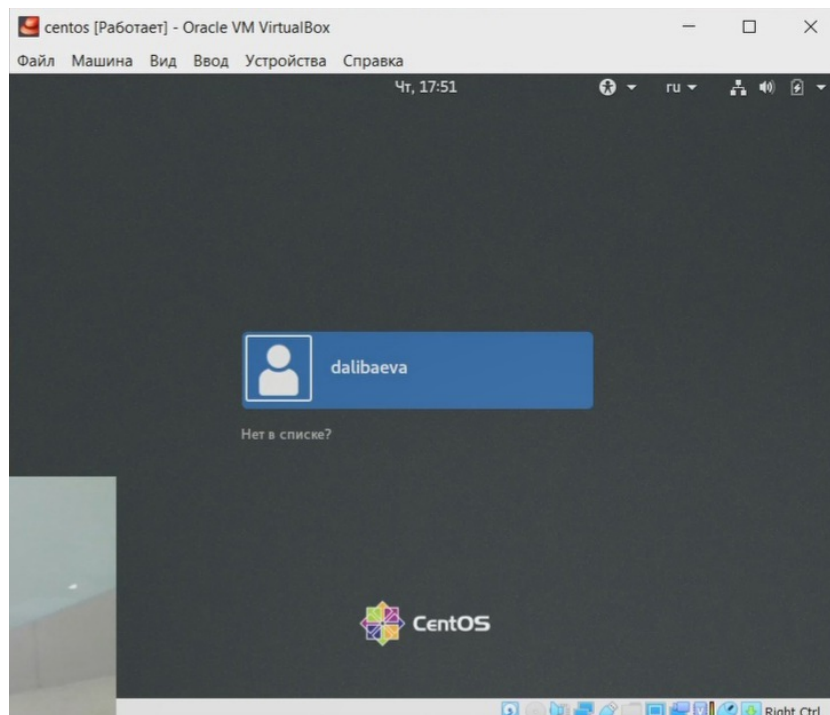 centos [Работает] - Oracle VM VirtualBox
Файл Машина Вид Ввод Устройства Справка
Чт, 17:51 ru
dalibaeva
Нет в списке?
CentOS
Right Ctrl